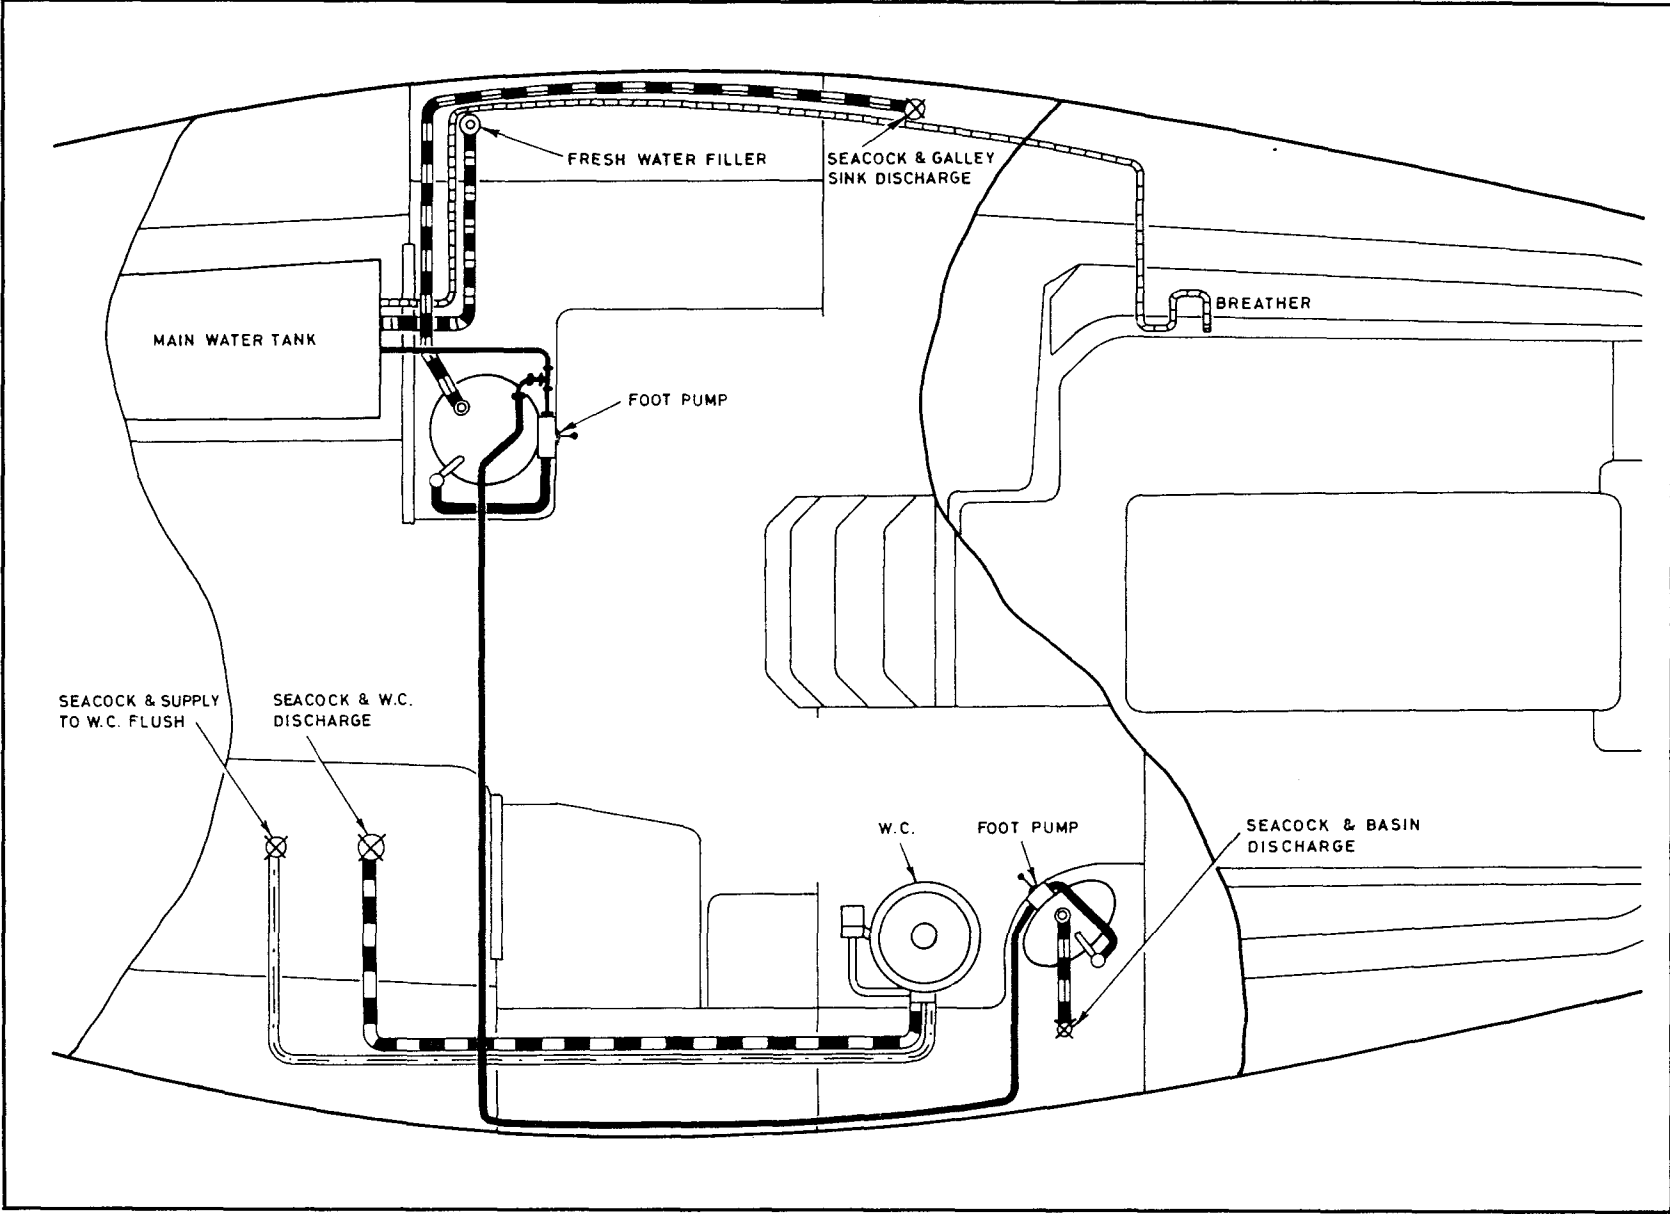 FRESH WATER FILLER
SEACOCK & GALLEY
SINK DISCHARGE
BREATHER
MAIN WATER TANK
FOOT PUMP
SEACOCK & SUPPLY
TO W.C. FLUSH
SEACOCK & W.C.
DISCHARGE
W.C.
FOOT PUMP
SEACOCK & BASIN
DISCHARGE